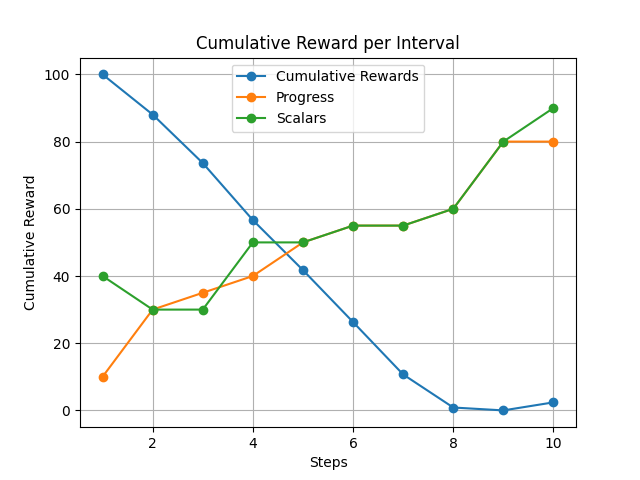 Cumulative Reward per Interval
Cumulative Rewards
Progress
Scalars
Cumulative Reward
100
80
60
40
20
0
2 4 6 8 10
Steps